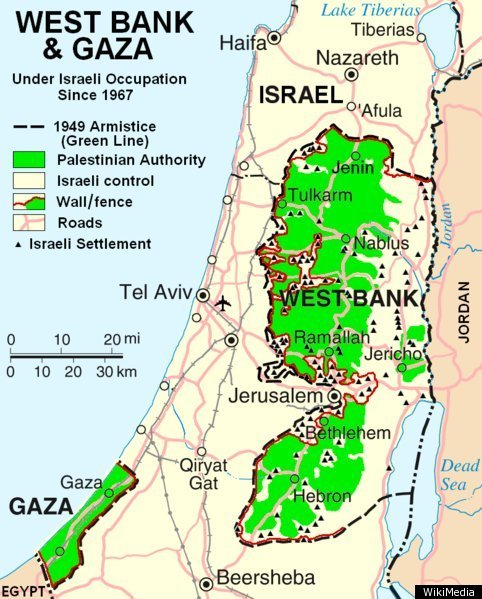 WEST BANK
& GAZA
Under Israeli Occupation
Since 1967
1949 Armistice
(Green Line)
Palestinian Authority
Israeli control
Wall/fence
Roads
Israeli Settlement
Lake Tiberias
Haifa
Tiberias
Nazareth
ISRAEL
'Afula
Jenin
Tulkarm
Nablus
Jordan
Tel Aviv
WEST BANK
JORDAN
0 10 20 mi
0 10 20 30 km
Ramallah
Jericho
Jerusalem
Bethlehem
Qiryat
Gat
Dead
Sea
Gaza
Hebron
GAZA
Beersheba
EGYPT
WikiMedia